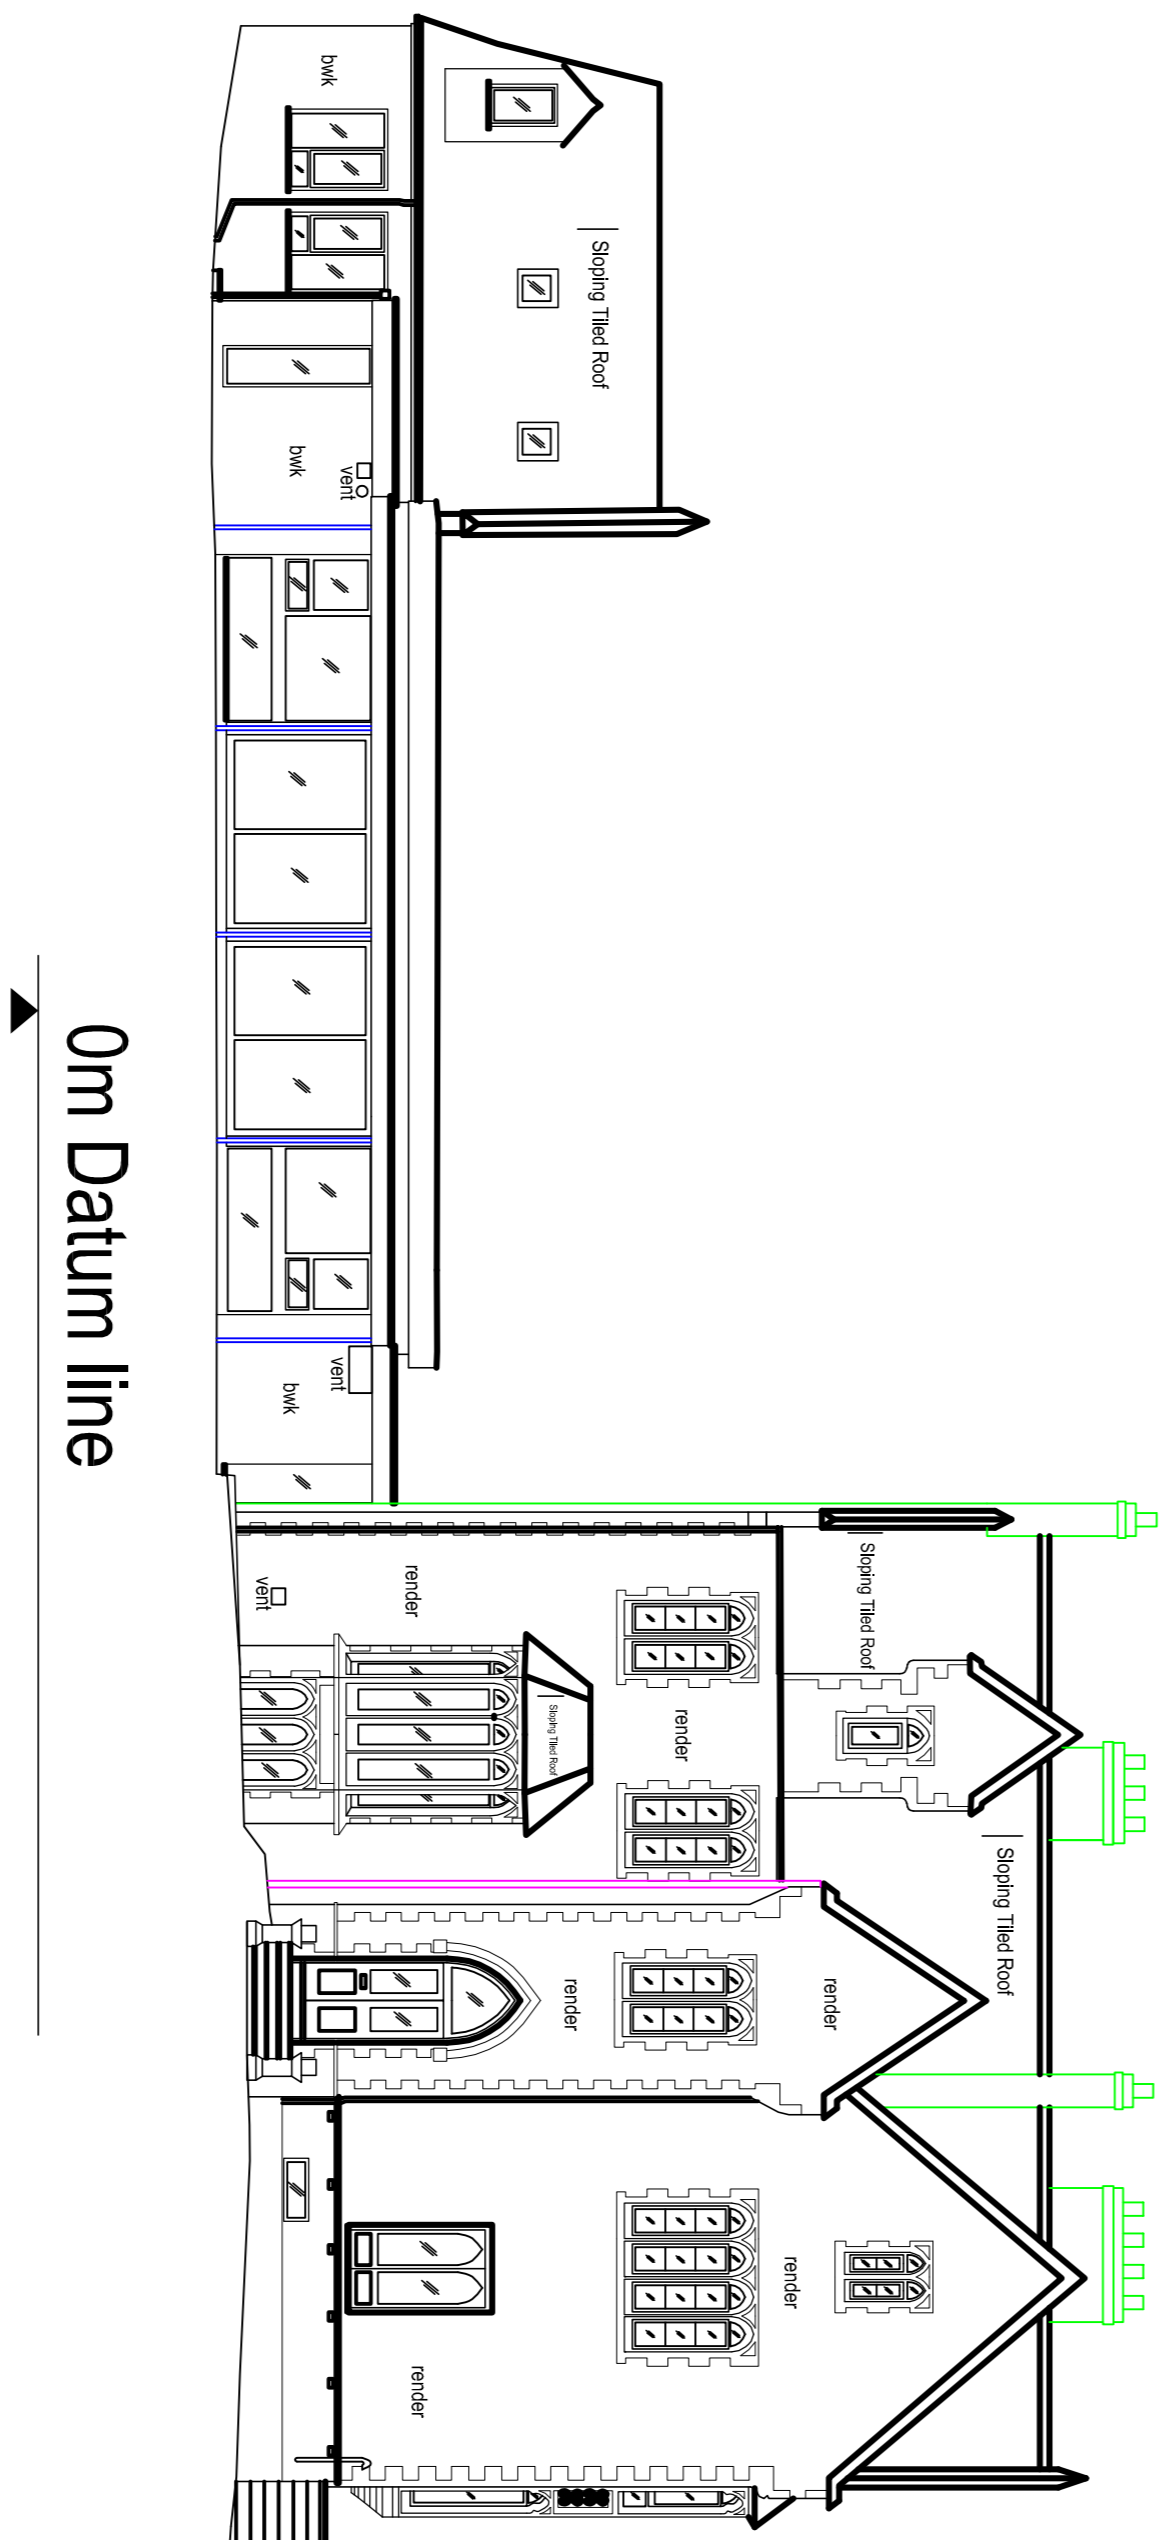 bwk
Sloping Tiled Roof
bwk
vent
vent
bwk
0m Datum line
Sloping Tiled Roof
render
vent
Sloping Tiled Roof
render
Sloping Tiled Roof
render
render
render
render